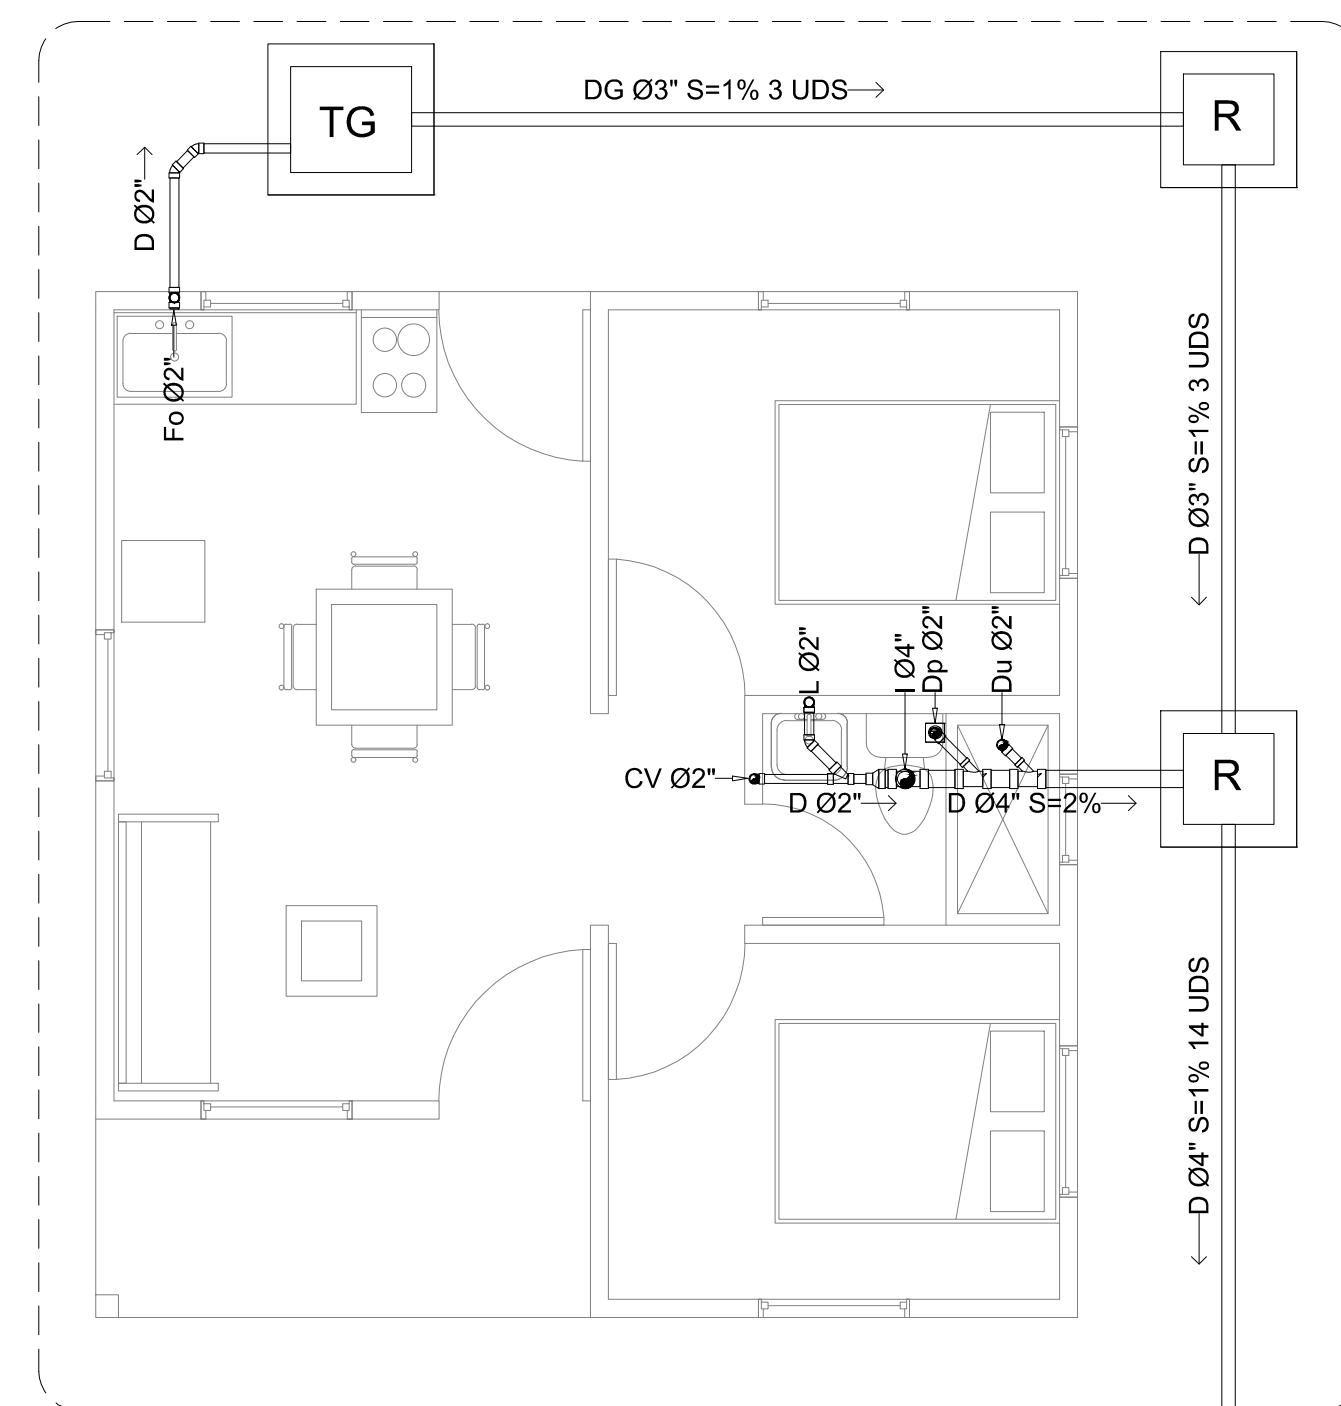 DG Ø3" S=1% 3 UDS
TG
R
D Ø2"
Fo Ø2"
D Ø3" S=1% 3 UDS
L Ø2"
I Ø4"
Dp Ø2"
Du Ø2"
CV Ø2"
D Ø2"
D Ø4" S=2%
R
D Ø4" S=1% 14 UDS